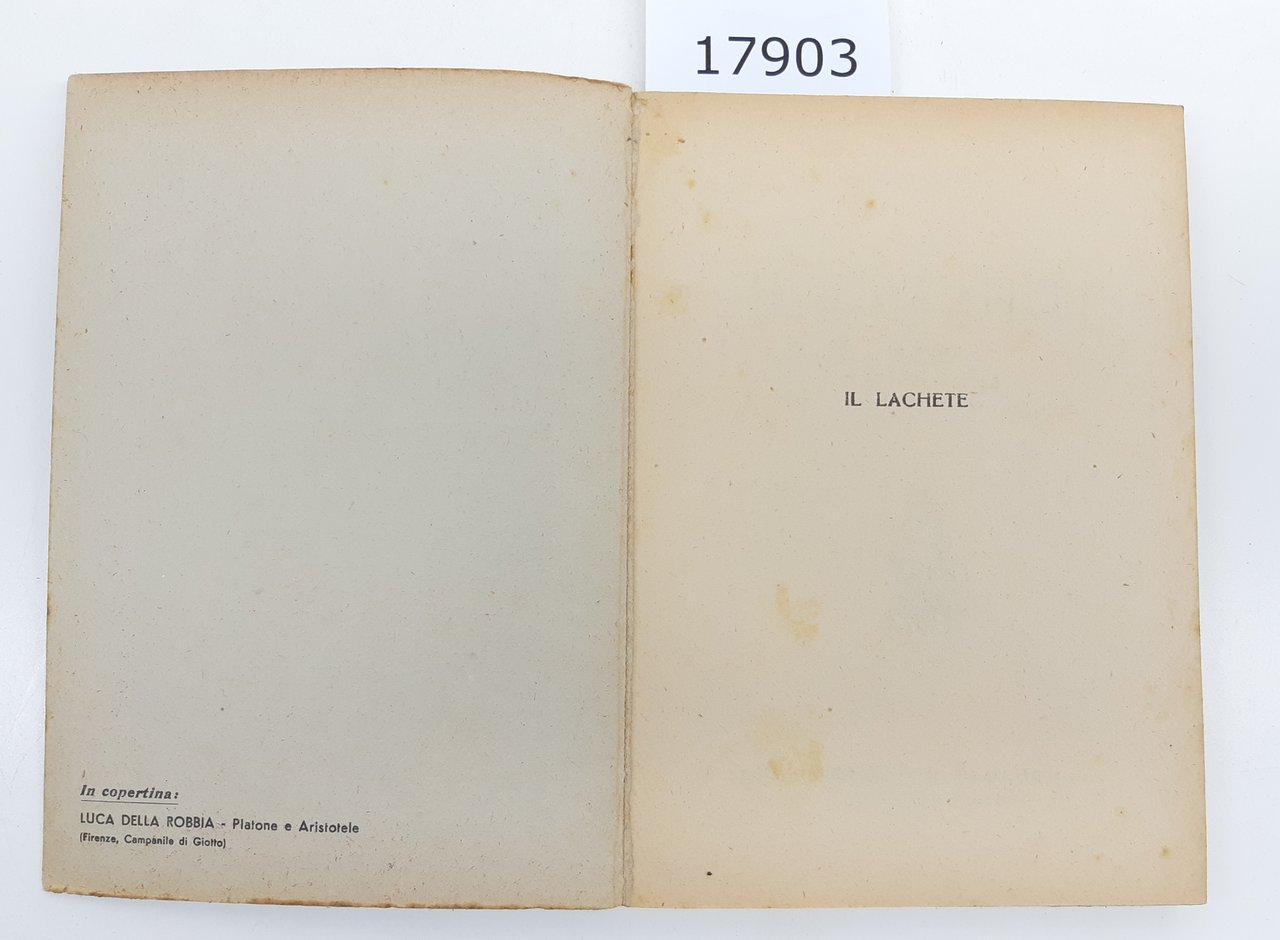 17903
IL LACHETE
In copertina:
LUCA DELLA ROBBIA - Platone e Aristotele
(Firenze, Campanile di Giotto)